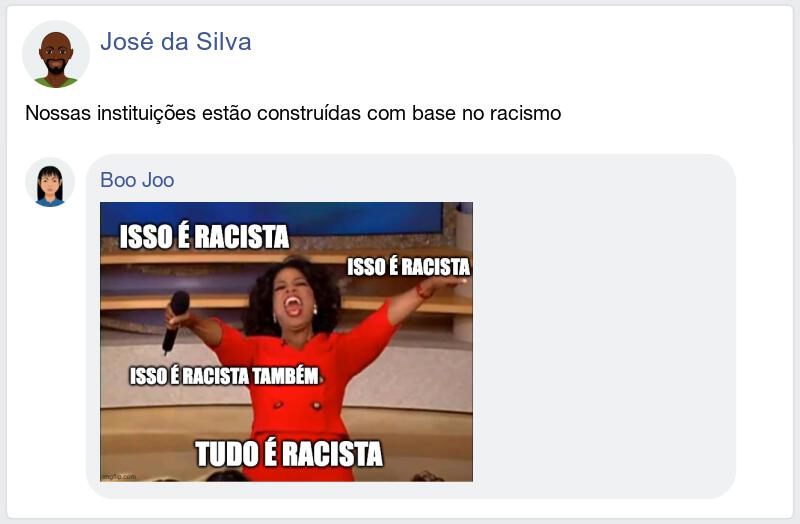 José da Silva
Nossas instituições estão construídas com base no racismo
Boo Joo
ISSO É RACISTA
ISSO É RACISTA
ISSO É RACISTA TAMBÉM
TUDO É RACISTA
imgflip.com